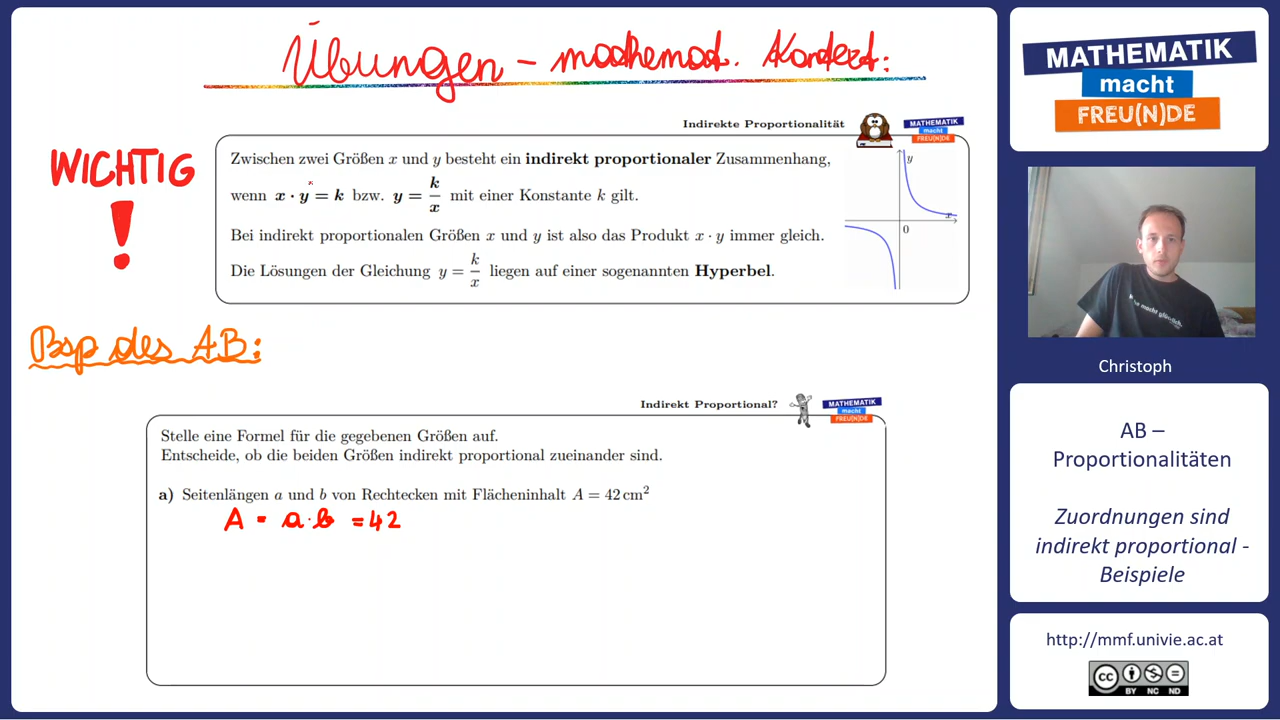 Übungen – mathemat. Kontext:
Indirekte Proportionalität
MATHEMATIK
macht
FREU(N)DE
WICHTIG
!
Zwischen zwei Größen x und y besteht ein indirekt proportionaler Zusammenhang,
wenn x · y = k bzw. y = k/x mit einer Konstante k gilt.
Bei indirekt proportionalen Größen x und y ist also das Produkt x · y immer gleich.
Die Lösungen der Gleichung y = k/x liegen auf einer sogenannten Hyperbel.
y
x
0
Bsp des AB:
Indirekt Proportional?
MATHEMATIK
macht
FREU(N)DE
Stelle eine Formel für die gegebenen Größen auf.
Entscheide, ob die beiden Größen indirekt proportional zueinander sind.
a) Seitenlängen a und b von Rechtecken mit Flächeninhalt A = 42 cm²
A = a · b = 42
MATHEMATIK
macht
FREU(N)DE
Christoph
AB –
Proportionalitäten
Zuordnungen sind
indirekt proportional -
Beispiele
http://mmf.univie.ac.at
cc
BY NC ND